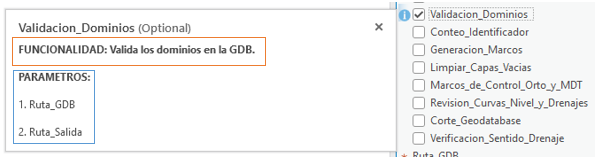 Validacion_Dominios (Optional)
×
FUNCIONALIDAD: Valida los dominios en la GDB.
PARAMETROS:
1. Ruta_GDB
2. Ruta_Salida
Validacion_Dominios
Conteo_Identificador
Generacion_Marcos
Limpiar_Capas_Vacias
Marcos_de_Control_Orto_y_MDT
Revision_Curvas_Nivel_y_Drenajes
Corte_Geodatabase
Verificacion_Sentido_Drenaje
* Ruta_GDB